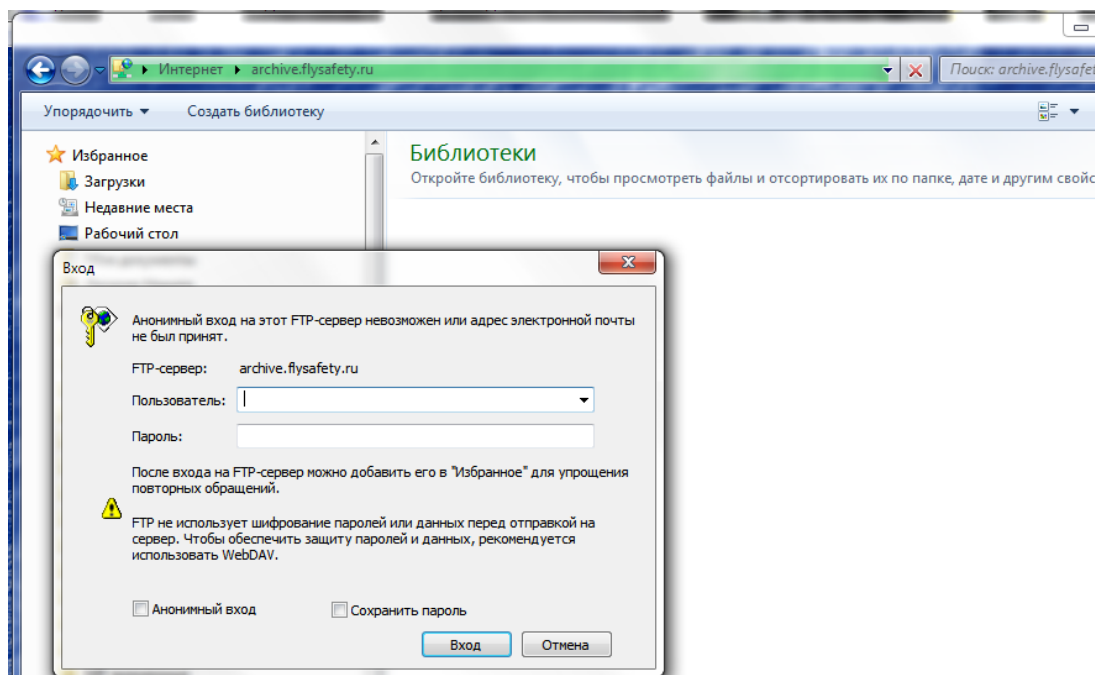 Интернет archive.flysafety.ru
Поиск: archive.flysafet
Упорядочить Создать библиотеку
Избранное
Загрузки
Недавние места
Рабочий стол
Библиотеки
Откройте библиотеку, чтобы просмотреть файлы и отсортировать их по папке, дате и другим свойс
Вход
Анонимный вход на этот FTP-сервер невозможен или адрес электронной почты
не был принят.
FTP-сервер: archive.flysafety.ru
Пользователь:
Пароль:
После входа на FTP-сервер можно добавить его в "Избранное" для упрощения
повторных обращений.
FTP не использует шифрование паролей или данных перед отправкой на
сервер. Чтобы обеспечить защиту паролей и данных, рекомендуется
использовать WebDAV.
Анонимный вход Сохранить пароль
Вход Отмена